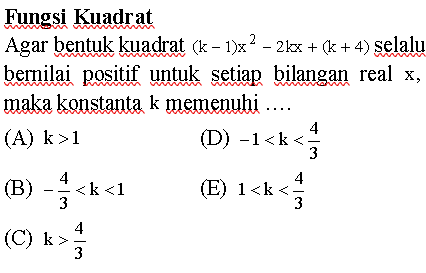 Fungsi Kuadrat
Agar bentuk kuadrat (k – 1)x² – 2kx + (k + 4) selalu
bernilai positif untuk setiap bilangan real x,
maka konstanta k memenuhi ….
(A) k > 1 (D) –1 < k < 4/3
(B) –4/3 < k < 1 (E) 1 < k < 4/3
(C) k > 4/3